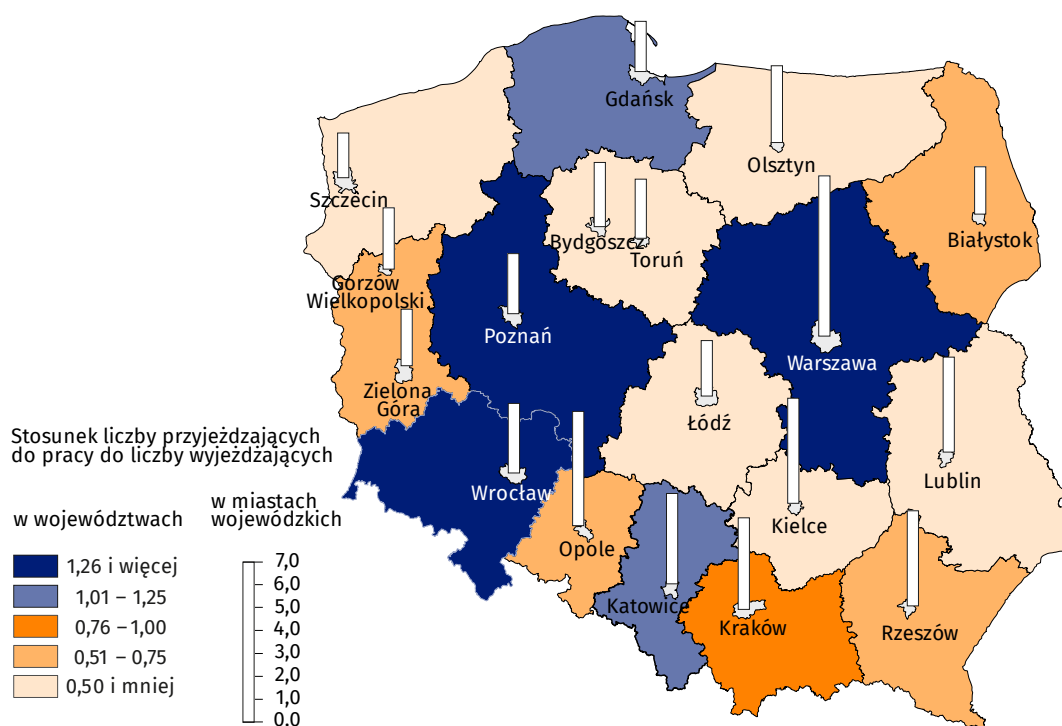 Gdańsk
Olsztyn
Szczecin
Bydgoszcz
Toruń
Białystok
Gorzów
Wielkopolski
Poznań
Warszawa
Zielona
Góra
Łódź
Stosunek liczby przyjeżdzających
do pracy do liczby wyjeżdzających
Wrocław
Lublin
Kielce
Opole
Katowice
Kraków
Rzeszów
w województwach
1,26 i więcej
1,01 – 1,25
0,76 –1,00
0,51 – 0,75
0,50 i mniej
w miastach
wojewódzkich
7,0
6,0
5,0
4,0
3,0
2,0
1,0
0,0